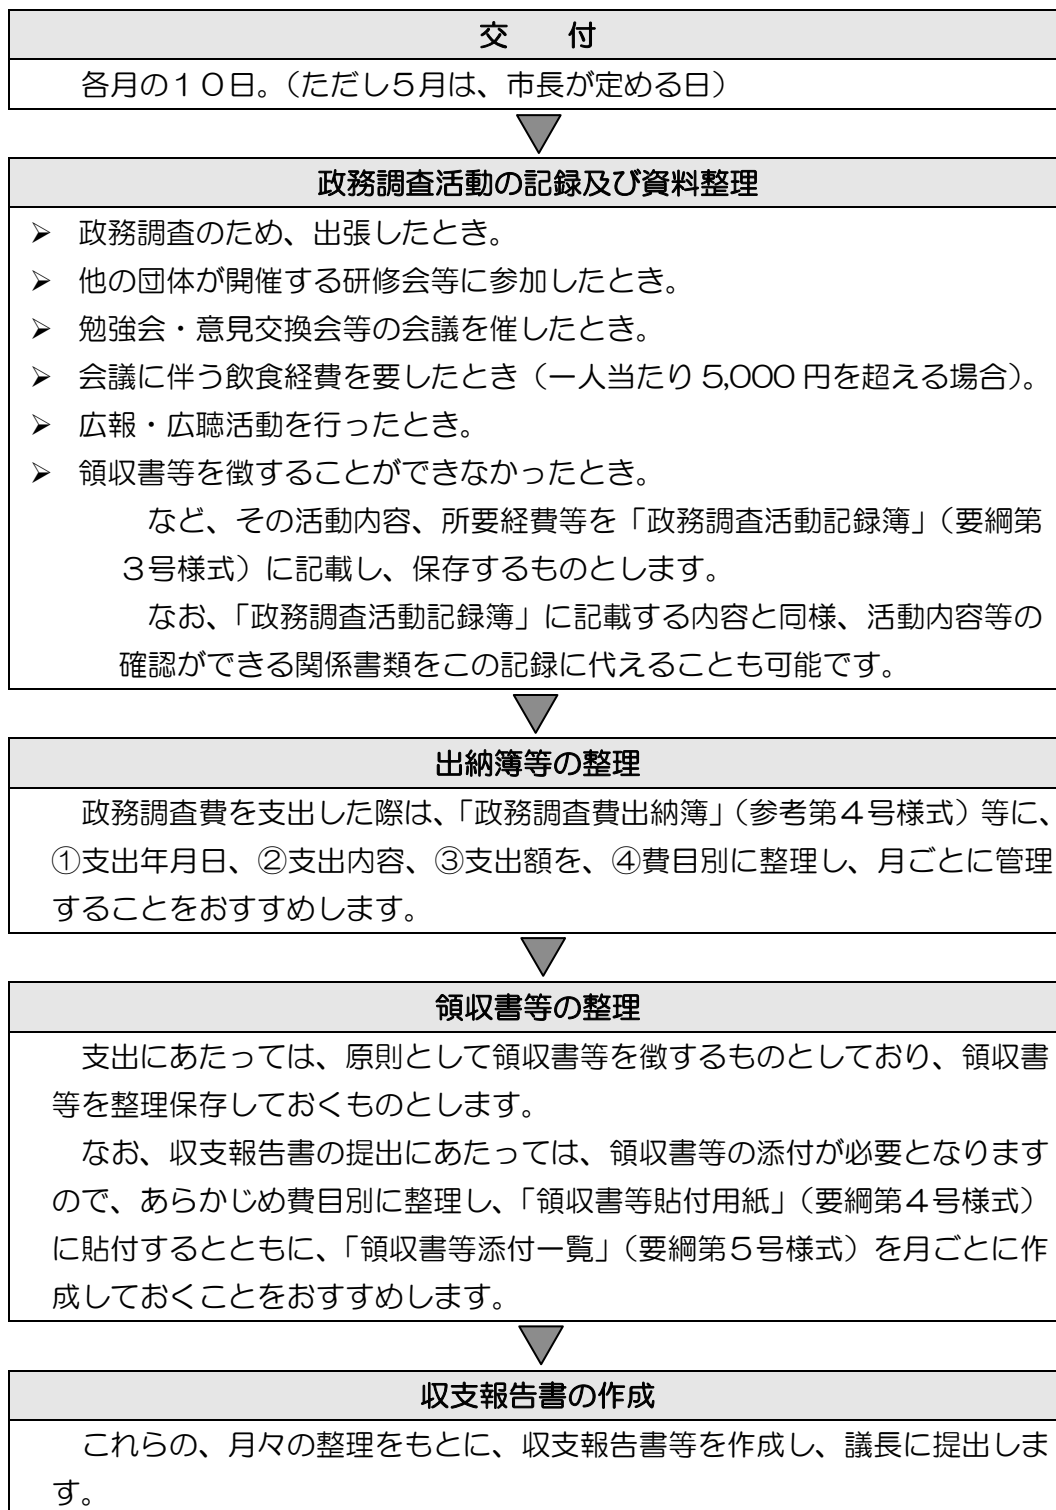 交　　付
各月の１０日。（ただし５月は、市長が定める日）
政務調査活動の記録及び資料整理
➢ 政務調査のため、出張したとき。
➢ 他の団体が開催する研修会等に参加したとき。
➢ 勉強会・意見交換会等の会議を催したとき。
➢ 会議に伴う飲食経費を要したとき（一人当たり 5,000 円を超える場合）。
➢ 広報・広聴活動を行ったとき。
➢ 領収書等を徴することができなかったとき。
など、その活動内容、所要経費等を「政務調査活動記録簿」（要綱第
３号様式）に記載し、保存するものとします。
なお、「政務調査活動記録簿」に記載する内容と同様、活動内容等の
確認ができる関係書類をこの記録に代えることも可能です。
出納簿等の整理
政務調査費を支出した際は、「政務調査費出納簿」（参考第４号様式）等に、
①支出年月日、②支出内容、③支出額を、④費目別に整理し、月ごとに管理
することをおすすめします。
領収書等の整理
支出にあたっては、原則として領収書等を徴するものとしており、領収書
等を整理保存しておくものとします。
なお、収支報告書の提出にあたっては、領収書等の添付が必要となります
ので、あらかじめ費目別に整理し、「領収書等貼付用紙」（要綱第４号様式）
に貼付するとともに、「領収書等添付一覧」（要綱第５号様式）を月ごとに作
成しておくことをおすすめします。
収支報告書の作成
これらの、月々の整理をもとに、収支報告書等を作成し、議長に提出しま
す。